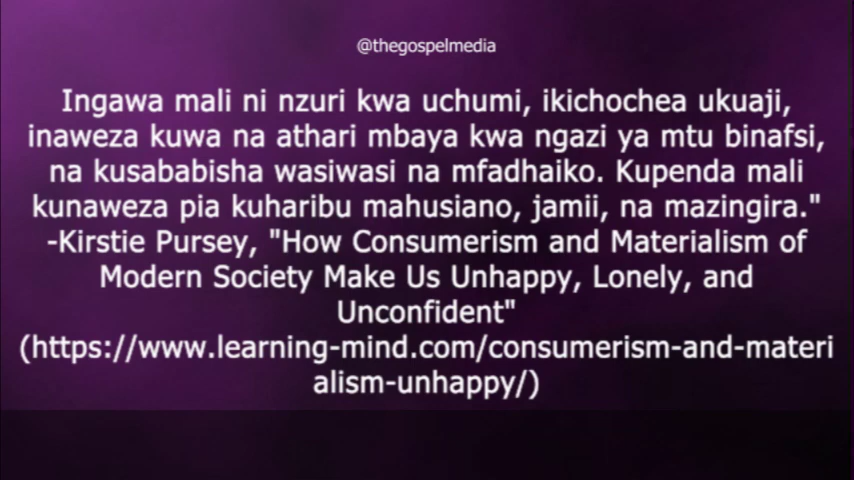 @thegospelmedia
Ingawa mali ni nzuri kwa uchumi, ikichochea ukuaji,
inaweza kuwa na athari mbaya kwa ngazi ya mtu binafsi,
na kusababisha wasiwasi na mfadhaiko. Kupenda mali
kunaweza pia kuharibu mahusiano, jamii, na mazingira."
-Kirstie Pursey, "How Consumerism and Materialism of
Modern Society Make Us Unhappy, Lonely, and
Unconfident"
(https://www.learning-mind.com/consumerism-and-materi
alism-unhappy/)